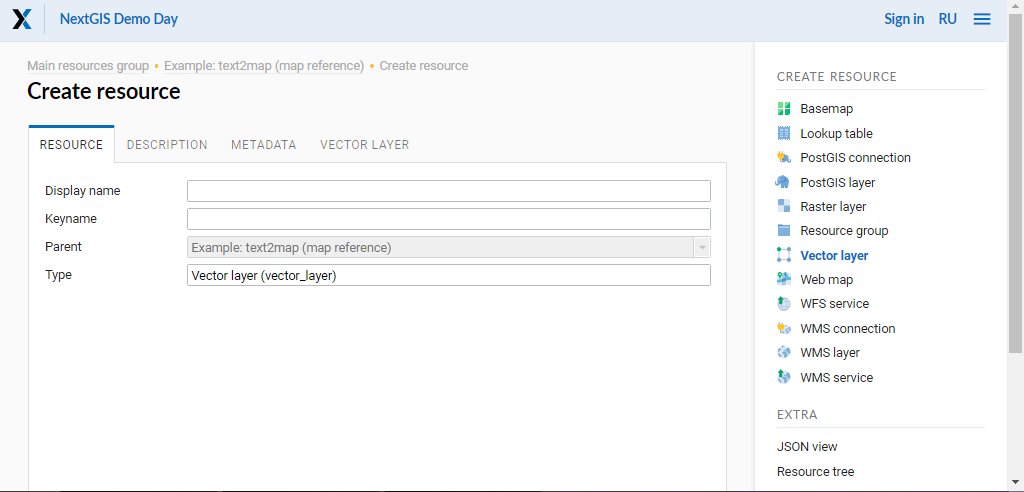 NextGIS Demo Day
Sign in RU
Main resources group • Example: text2map (map reference) • Create resource
Create resource
RESOURCE DESCRIPTION METADATA VECTOR LAYER
Display name
Keyname
Parent Example: text2map (map reference)
Type Vector layer (vector_layer)
CREATE RESOURCE
Basemap
Lookup table
PostGIS connection
PostGIS layer
Raster layer
Resource group
Vector layer
Web map
WFS service
WMS connection
WMS layer
WMS service
EXTRA
JSON view
Resource tree